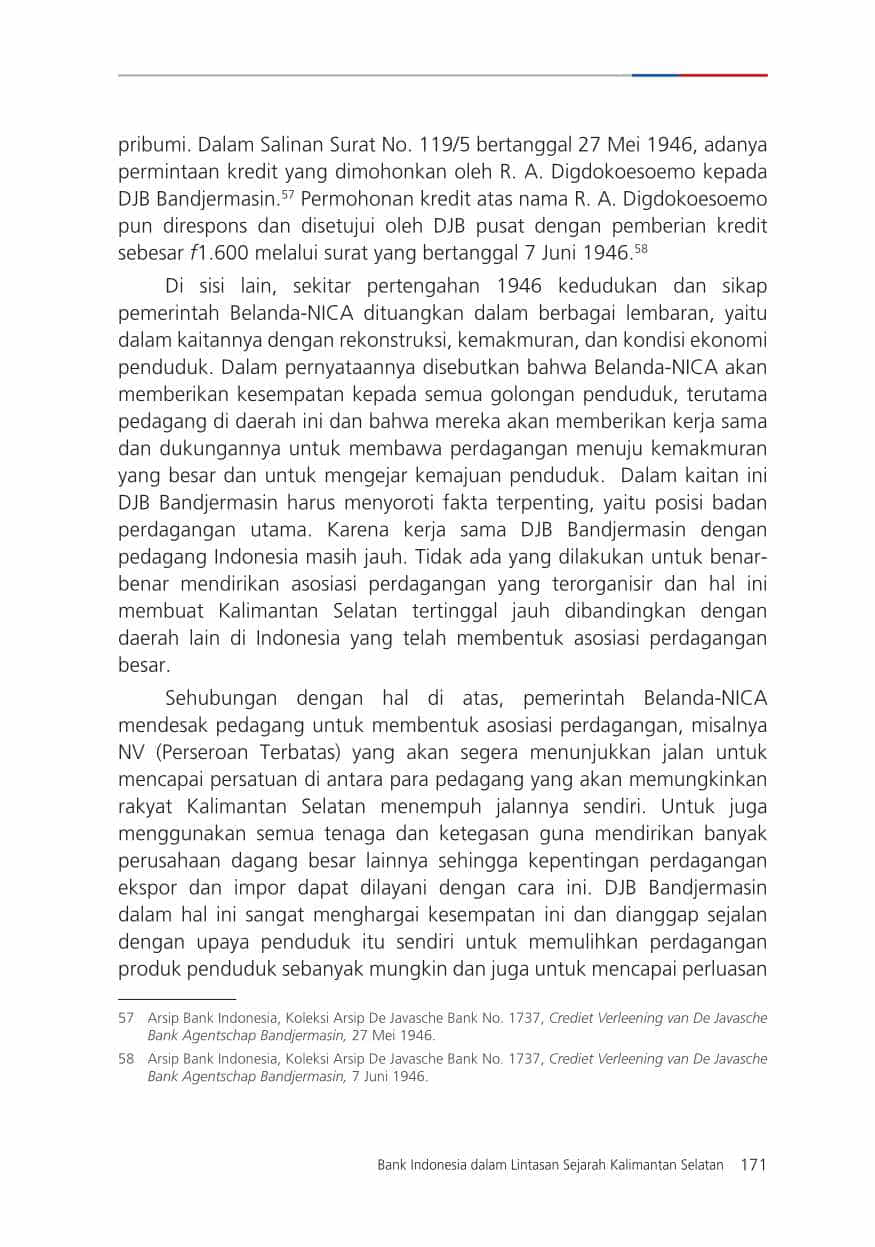 pribumi. Dalam Salinan Surat No. 119/5 bertanggal 27 Mei 1946, adanya
permintaan kredit yang dimohonkan oleh R. A. Digdokoesoemo kepada
DJB Bandjermasin.57 Permohonan kredit atas nama R. A. Digdokoesoemo
pun direspons dan disetujui oleh DJB pusat dengan pemberian kredit
sebesar ƒ1.600 melalui surat yang bertanggal 7 Juni 1946.58
Di sisi lain, sekitar pertengahan 1946 kedudukan dan sikap
pemerintah Belanda-NICA dituangkan dalam berbagai lembaran, yaitu
dalam kaitannya dengan rekonstruksi, kemakmuran, dan kondisi ekonomi
penduduk. Dalam pernyataannya disebutkan bahwa Belanda-NICA akan
memberikan kesempatan kepada semua golongan penduduk, terutama
pedagang di daerah ini dan bahwa mereka akan memberikan kerja sama
dan dukungannya untuk membawa perdagangan menuju kemakmuran
yang besar dan untuk mengejar kemajuan penduduk.  Dalam kaitan ini
DJB Bandjermasin harus menyoroti fakta terpenting, yaitu posisi badan
perdagangan utama. Karena kerja sama DJB Bandjermasin dengan
pedagang Indonesia masih jauh. Tidak ada yang dilakukan untuk benar-
benar mendirikan asosiasi perdagangan yang terorganisir dan hal ini
membuat Kalimantan Selatan tertinggal jauh dibandingkan dengan
daerah lain di Indonesia yang telah membentuk asosiasi perdagangan
besar.
Sehubungan dengan hal di atas, pemerintah Belanda-NICA
mendesak pedagang untuk membentuk asosiasi perdagangan, misalnya
NV (Perseroan Terbatas) yang akan segera menunjukkan jalan untuk
mencapai persatuan di antara para pedagang yang akan memungkinkan
rakyat Kalimantan Selatan menempuh jalannya sendiri. Untuk juga
menggunakan semua tenaga dan ketegasan guna mendirikan banyak
perusahaan dagang besar lainnya sehingga kepentingan perdagangan
ekspor dan impor dapat dilayani dengan cara ini. DJB Bandjermasin
dalam hal ini sangat menghargai kesempatan ini dan dianggap sejalan
dengan upaya penduduk itu sendiri untuk memulihkan perdagangan
produk penduduk sebanyak mungkin dan juga untuk mencapai perluasan
57 Arsip Bank Indonesia, Koleksi Arsip De Javasche Bank No. 1737, Crediet Verleening van De Javasche
Bank Agentschap Bandjermasin, 27 Mei 1946.
58 Arsip Bank Indonesia, Koleksi Arsip De Javasche Bank No. 1737, Crediet Verleening van De Javasche
Bank Agentschap Bandjermasin, 7 Juni 1946.
Bank Indonesia dalam Lintasan Sejarah Kalimantan Selatan 171